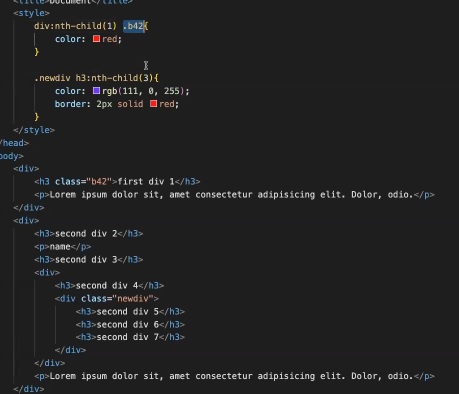 <title>Document</title>
<style>
div:nth-child(1) .b42{
color: red;
}
.newdiv h3:nth-child(3){
color: rgb(111, 0, 255);
border: 2px solid red;
}
</style>
/head>
body>
<div>
<h3 class="b42">first div 1</h3>
<p>Lorem ipsum dolor sit, amet consectetur adipisicing elit. Dolor, odio.</p>
</div>
<div>
<h3>second div 2</h3>
<p>name</p>
<h3>second div 3</h3>
<div>
<h3>second div 4</h3>
<div class="newdiv">
<h3>second div 5</h3>
<h3>second div 6</h3>
<h3>second div 7</h3>
</div>
</div>
<p>Lorem ipsum dolor sit, amet consectetur adipisicing elit. Dolor, odio.</p>
</div>